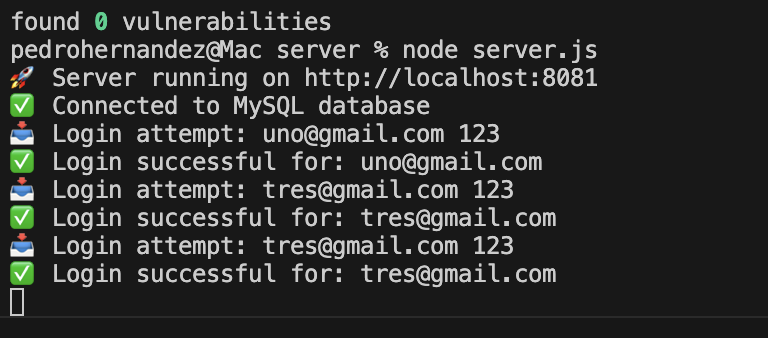 found 0 vulnerabilities
pedrohernandez@Mac server % node server.js
🚀 Server running on http://localhost:8081
✅ Connected to MySQL database
📥 Login attempt: uno@gmail.com 123
✅ Login successful for: uno@gmail.com
📥 Login attempt: tres@gmail.com 123
✅ Login successful for: tres@gmail.com
📥 Login attempt: tres@gmail.com 123
✅ Login successful for: tres@gmail.com